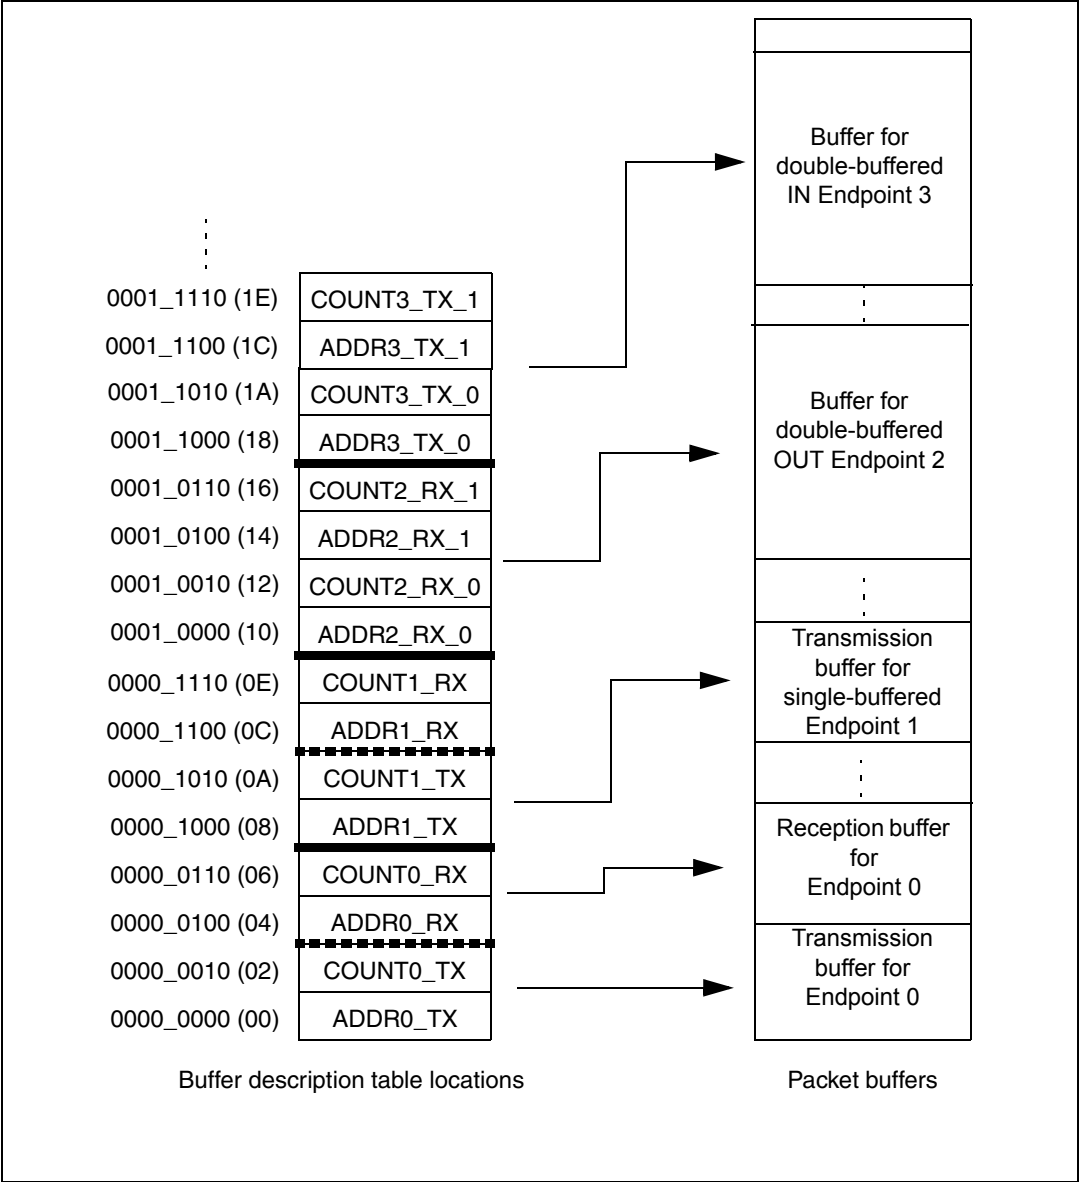 Buffer for
double-buffered
IN Endpoint 3
0001_1110 (1E) COUNT3_TX_1
0001_1100 (1C) ADDR3_TX_1
0001_1010 (1A) COUNT3_TX_0
0001_1000 (18) ADDR3_TX_0
0001_0110 (16) COUNT2_RX_1
0001_0100 (14) ADDR2_RX_1
0001_0010 (12) COUNT2_RX_0
0001_0000 (10) ADDR2_RX_0
0000_1110 (0E) COUNT1_RX
0000_1100 (0C) ADDR1_RX
0000_1010 (0A) COUNT1_TX
0000_1000 (08) ADDR1_TX
0000_0110 (06) COUNT0_RX
0000_0100 (04) ADDR0_RX
0000_0010 (02) COUNT0_TX
0000_0000 (00) ADDR0_TX
Buffer for
double-buffered
OUT Endpoint 2
Transmission
buffer for
single-buffered
Endpoint 1
Reception buffer
for
Endpoint 0
Transmission
buffer for
Endpoint 0
Buffer description table locations
Packet buffers